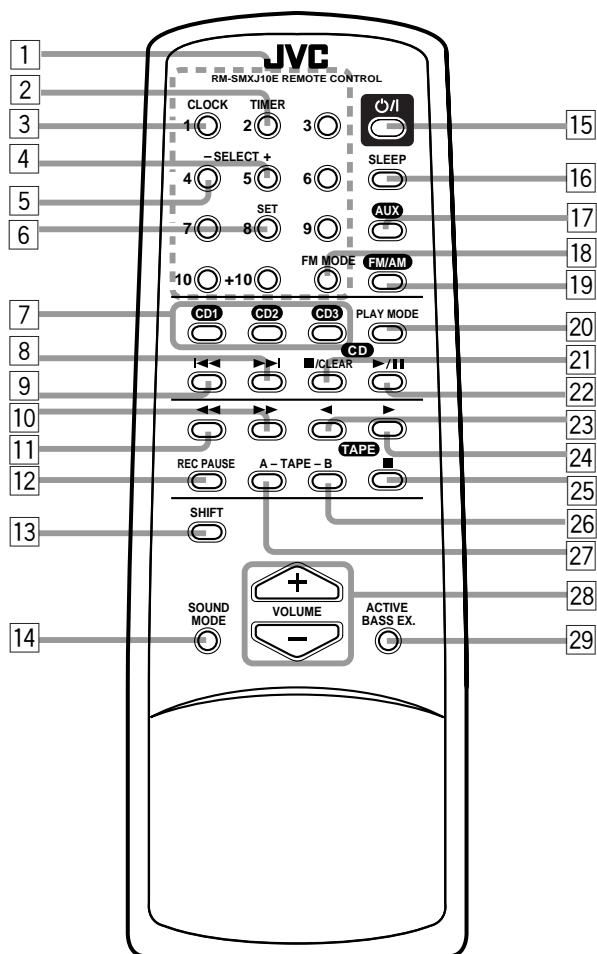 JVC
RM-SMXJ10E REMOTE CONTROL
1
2
3
4
5
6
7
8
9
10
11
12
13
14
CLOCK TIMER
1 2 3
⏻/I
– SELECT +
SLEEP
4 5 6
SET
AUX
7 8 9
FM MODE FM/AM
10 +10
CD1 CD2 CD3 PLAY MODE
CD
■/CLEAR ►/❚❚
TAPE
REC PAUSE A – TAPE – B
SHIFT
+
SOUND
MODE
VOLUME
ACTIVE
BASS EX.
–
15
16
17
18
19
20
21
22
23
24
25
26
27
28
29